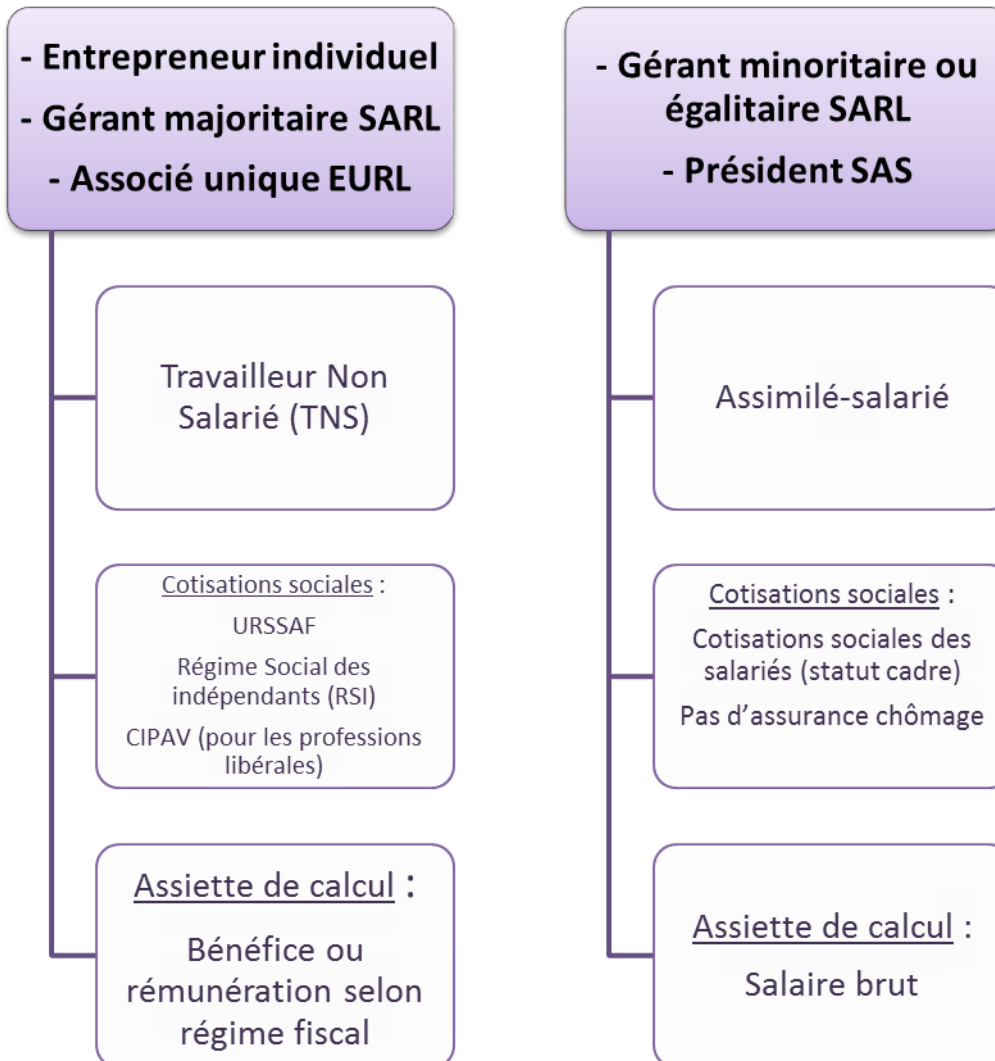 - Entrepreneur individuel
- Gérant majoritaire SARL
- Associé unique EURL
Travailleur Non
Salarié (TNS)
Cotisations sociales :
URSSAF
Régime Social des
indépendants (RSI)
CIPAV (pour les professions
libérales)
Assiette de calcul :
Bénéfice ou
rémunération selon
régime fiscal
- Gérant minoritaire ou
égalitaire SARL
- Président SAS
Assimilé-salarié
Cotisations sociales :
Cotisations sociales des
salariés (statut cadre)
Pas d’assurance chômage
Assiette de calcul :
Salaire brut